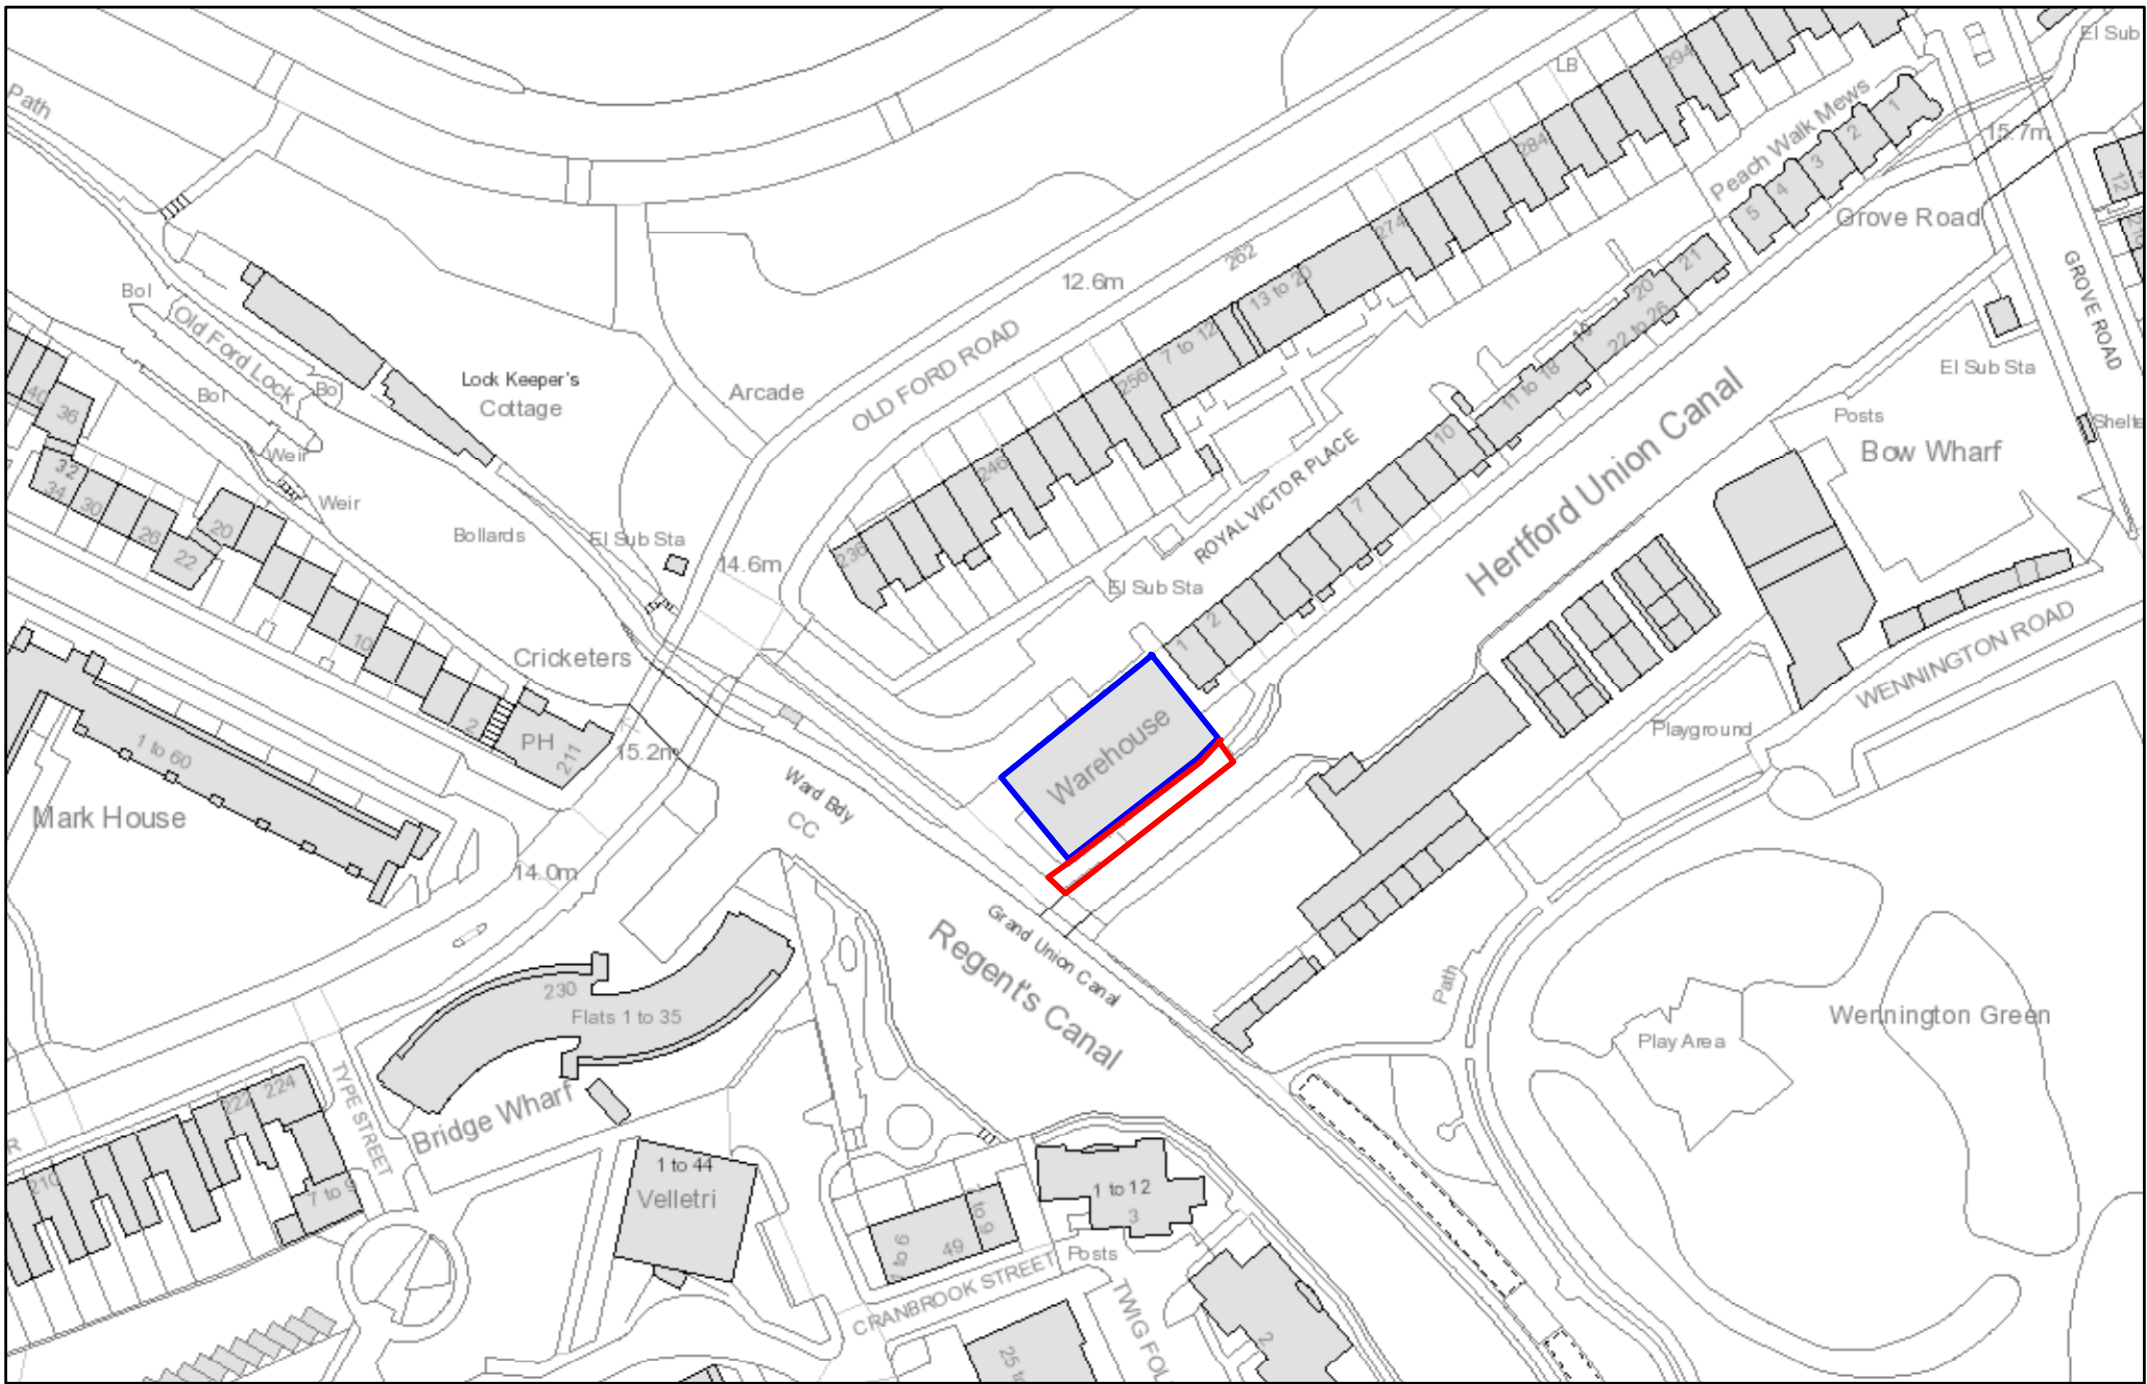 El Sub
LB
294
Path
Peach Walk Mews
1
2
3
4
5
15.7m
284
12
Grove Road
274
262
12.6m
21
20
22 to 26
GROVE ROAD
13 to 20
Bol
Old Ford Lock
Bo
Bol
Lock Keeper's
Cottage
Arcade
OLD FORD ROAD
7 to 12
256
246
236
11 to 18
10
7
El Sub Sta
Posts
Bow Wharf
40
36
32
34
30
26
22
20
Weir
Weir
Bollards
El Sub Sta
14.6m
ROYAL VICTOR PLACE
El Sub Sta
Hertford Union Canal
2
1
10
2
Cricketers
PH
211
15.2m
1 to 60
Mark House
14.0m
Warehouse
Ward Bdy
CC
Playground
WENNINGTON ROAD
Grand Union Canal
Regent's Canal
230
Flats 1 to 35
Bridge Wharf
Path
Play Area
Wennington Green
TYPE STREET
224
222
210
7 to 9
R
1 to 44
Velletri
1 to 12
3
49
Posts
CRANBROOK STREET
2